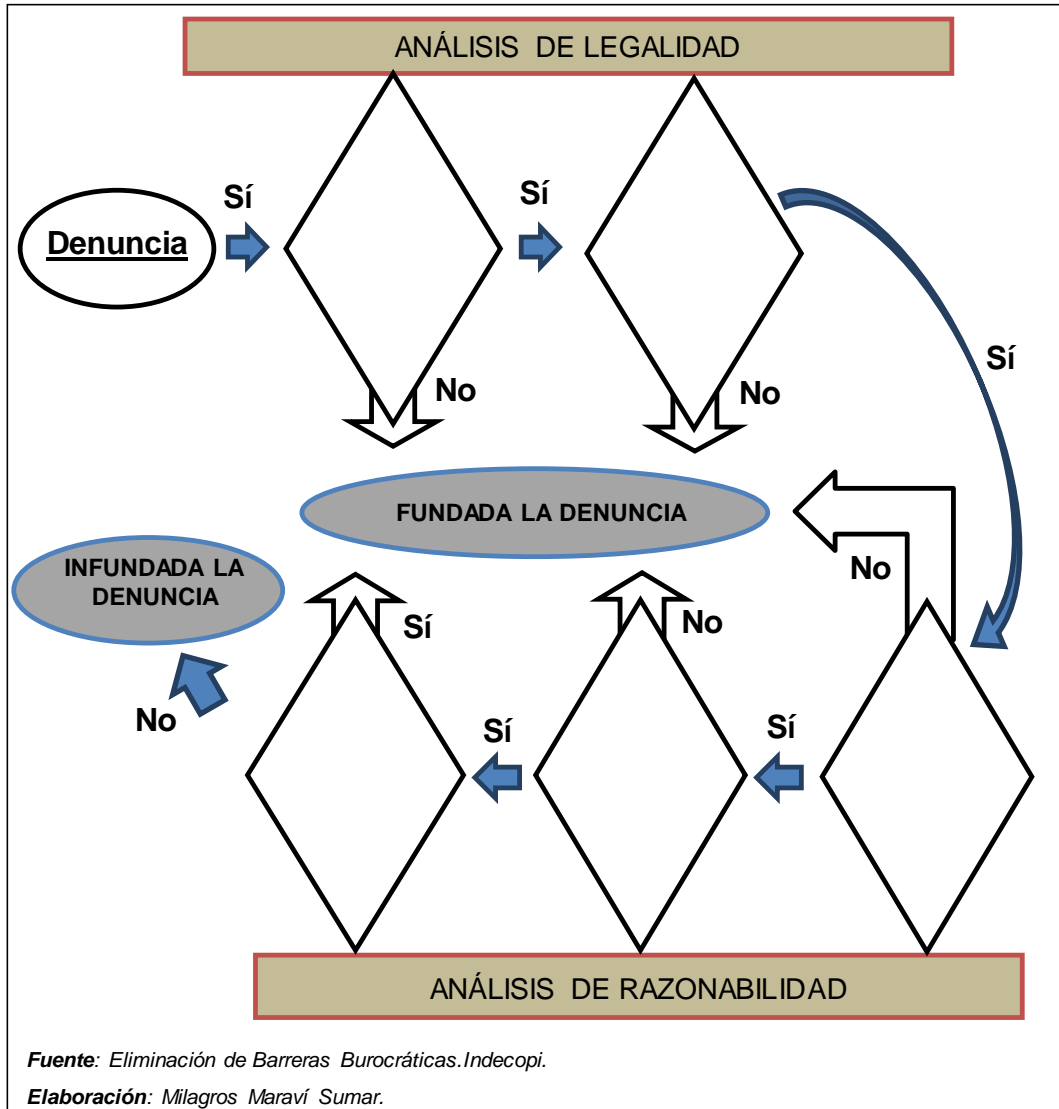 ANÁLISIS DE LEGALIDAD
Denuncia
Sí
Sí
Sí
No
No
FUNDADA LA DENUNCIA
INFUNDADA LA
DENUNCIA
No
Sí
No
No
Sí
Sí
ANÁLISIS DE RAZONABILIDAD
Fuente: Eliminación de Barreras Burocráticas.Indecopi.
Elaboración: Milagros Maraví Sumar.